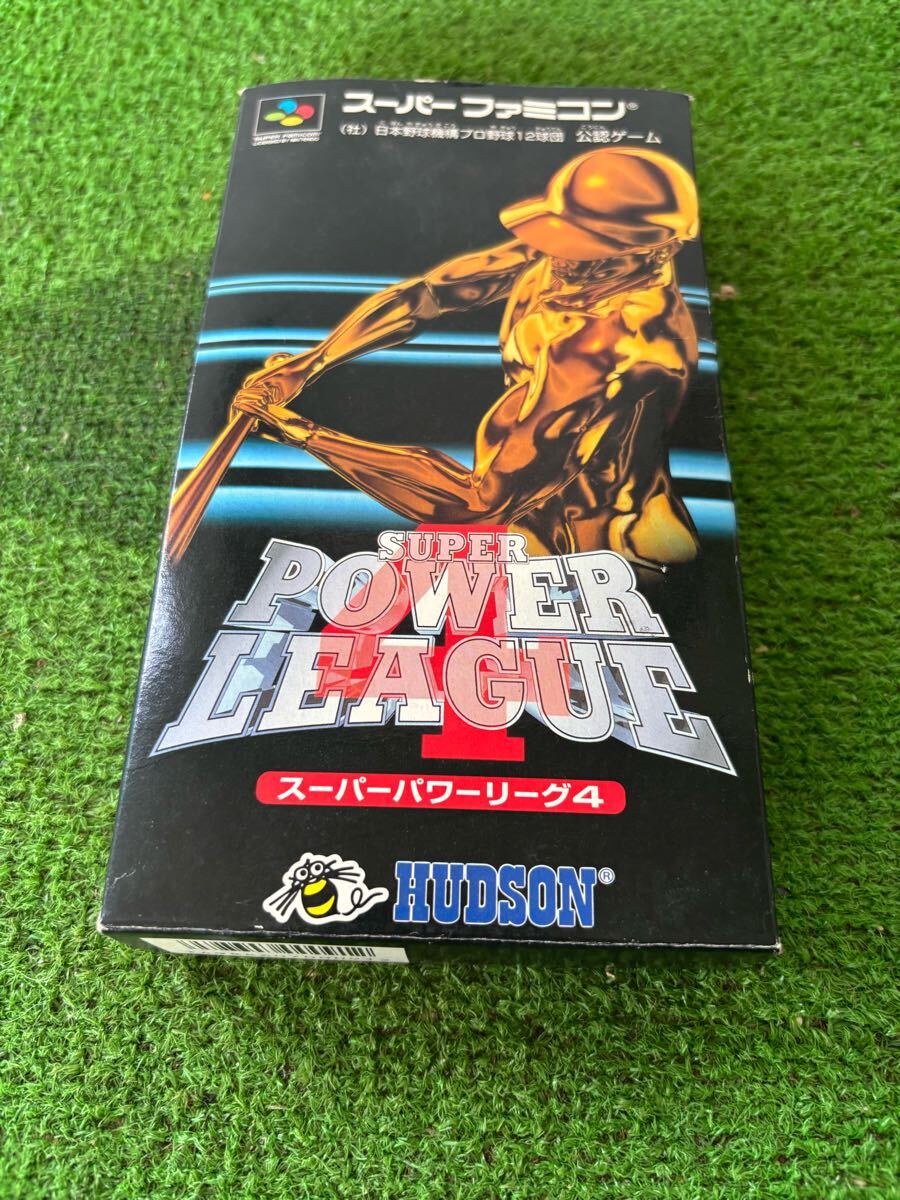 スーパーファミコン®
(社)日本野球機構プロ野球12球団 公認ゲーム
SUPER FAMICOM
SUPER
POWER
LEAGUE
4
スーパーパワーリーグ4
HUDSON®